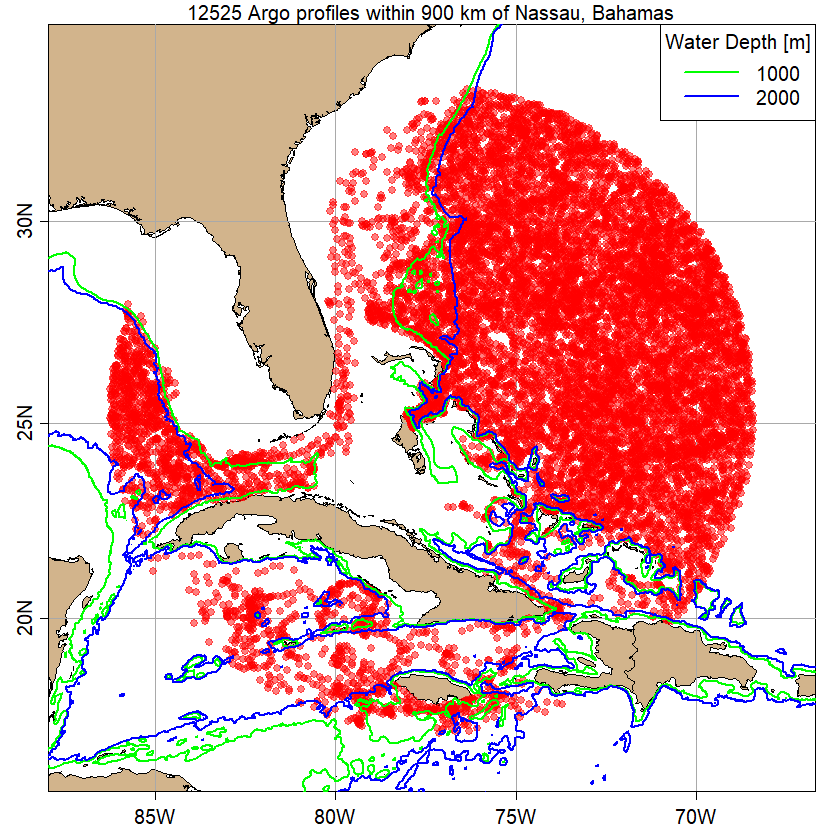 12525 Argo profiles within 900 km of Nassau, Bahamas
Water Depth [m]
1000
2000
30N
25N
20N
85W
80W
75W
70W